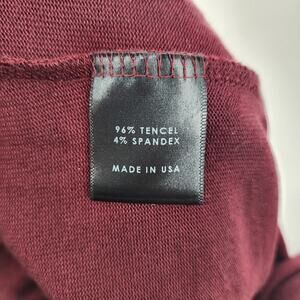 96% TENCEL
4% SPANDEX
MADE IN USA